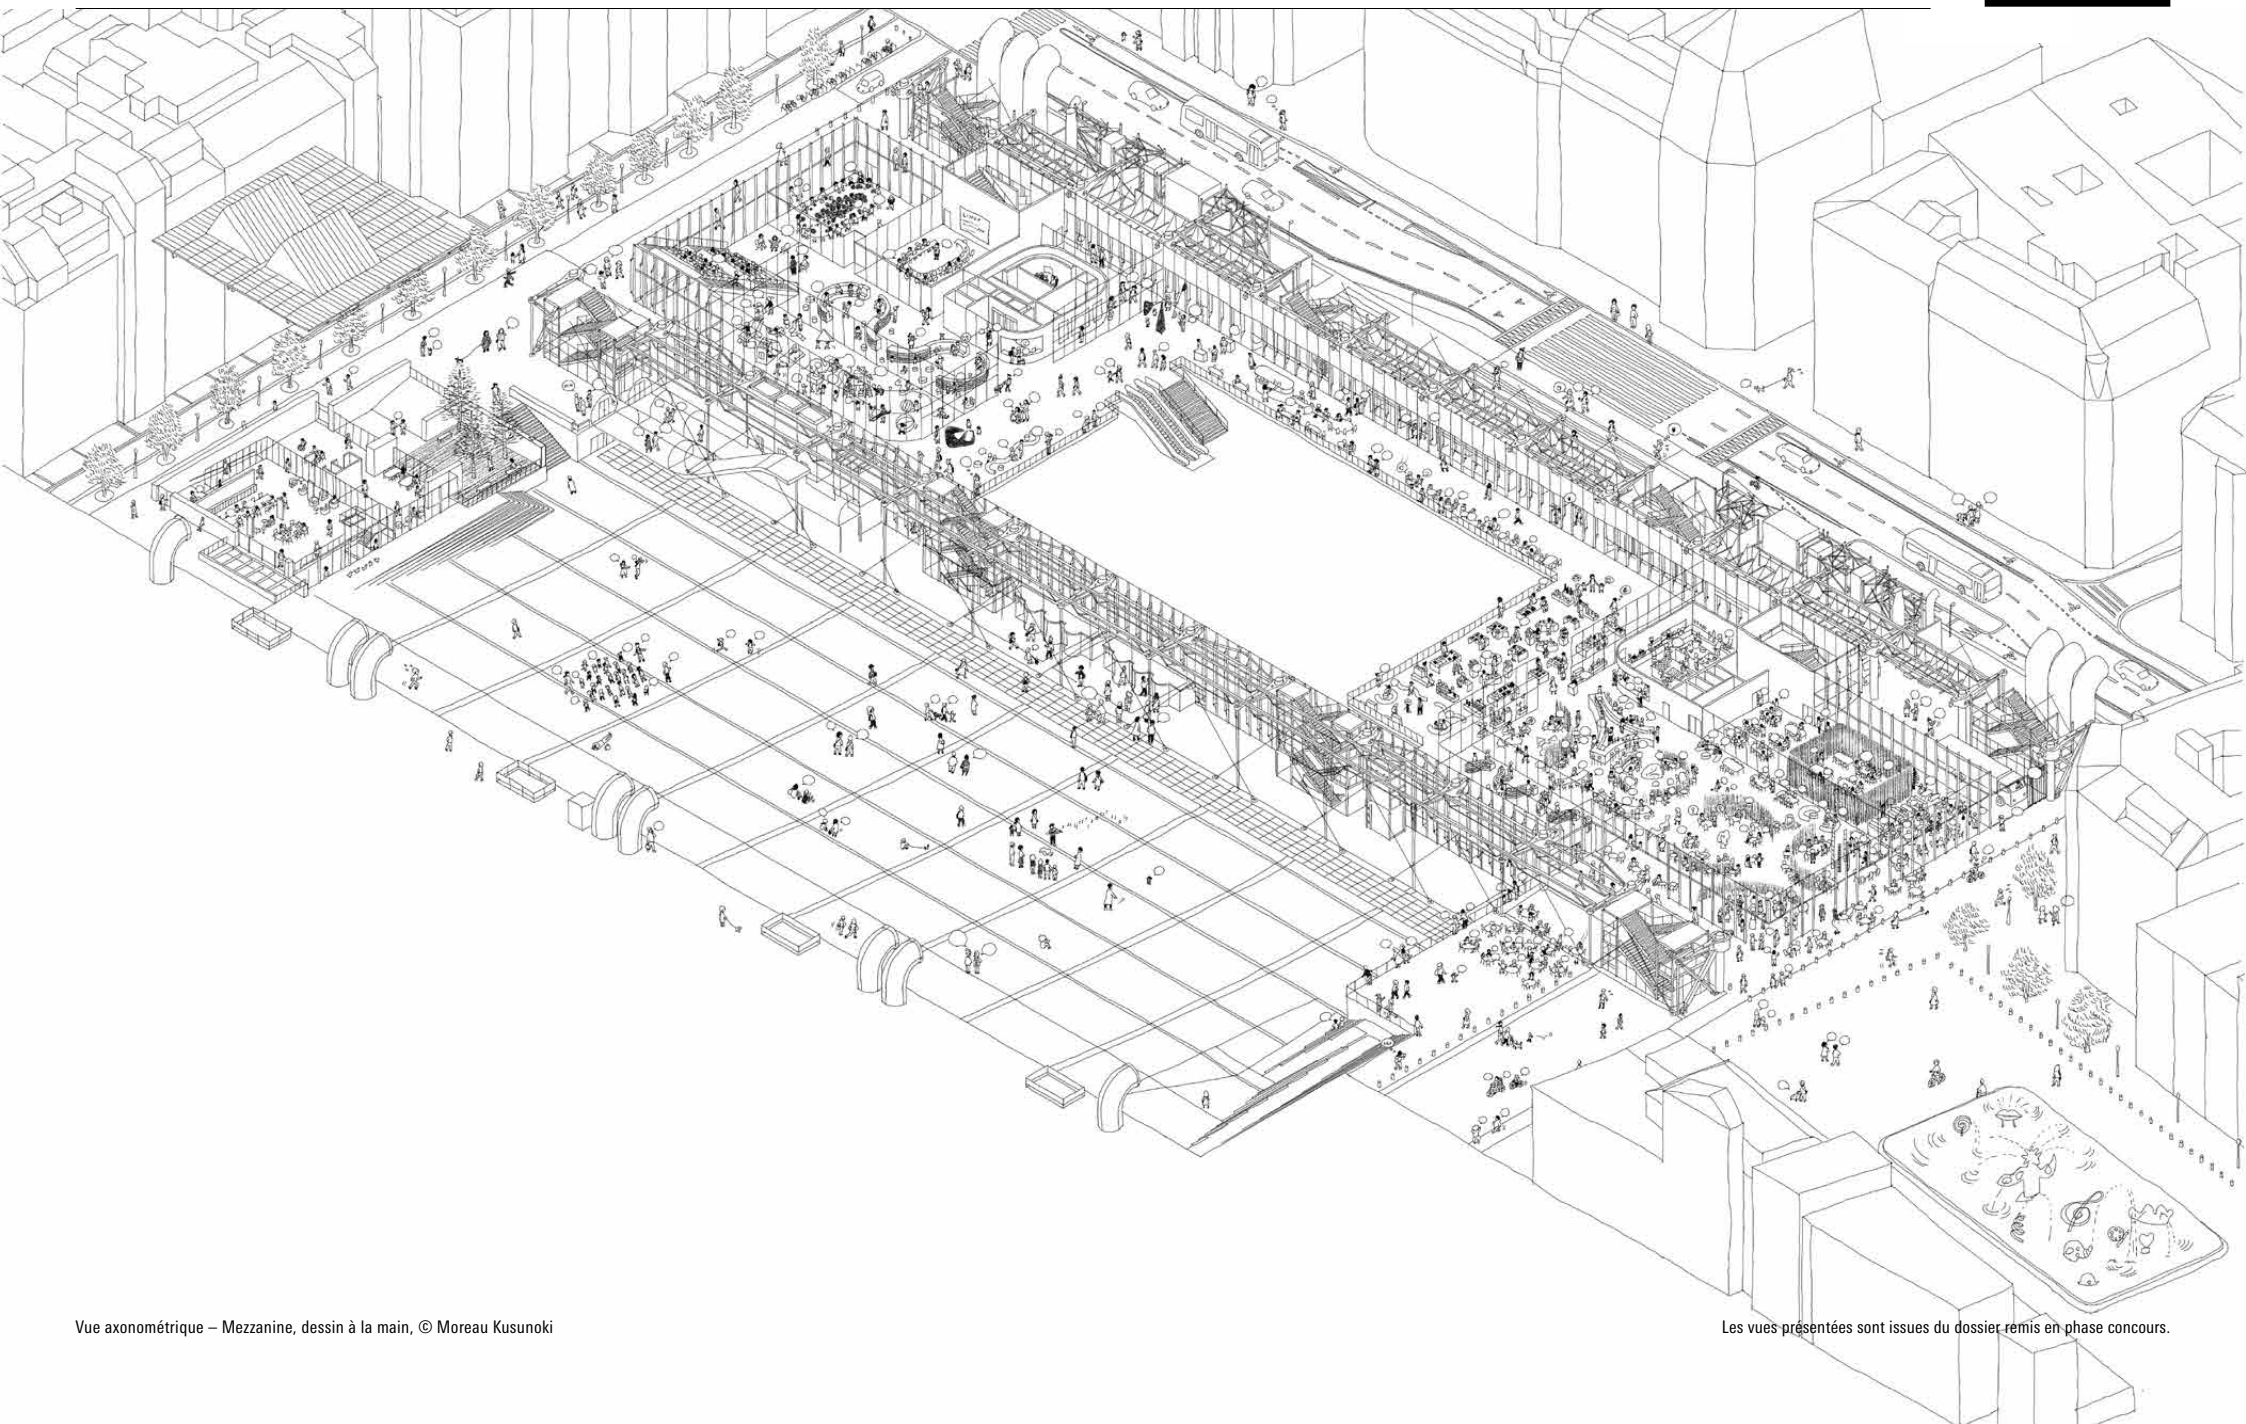 Vue axonométrique – Mezzanine, dessin à la main, © Moreau Kusunoki
Les vues présentées sont issues du dossier remis en phase concours.